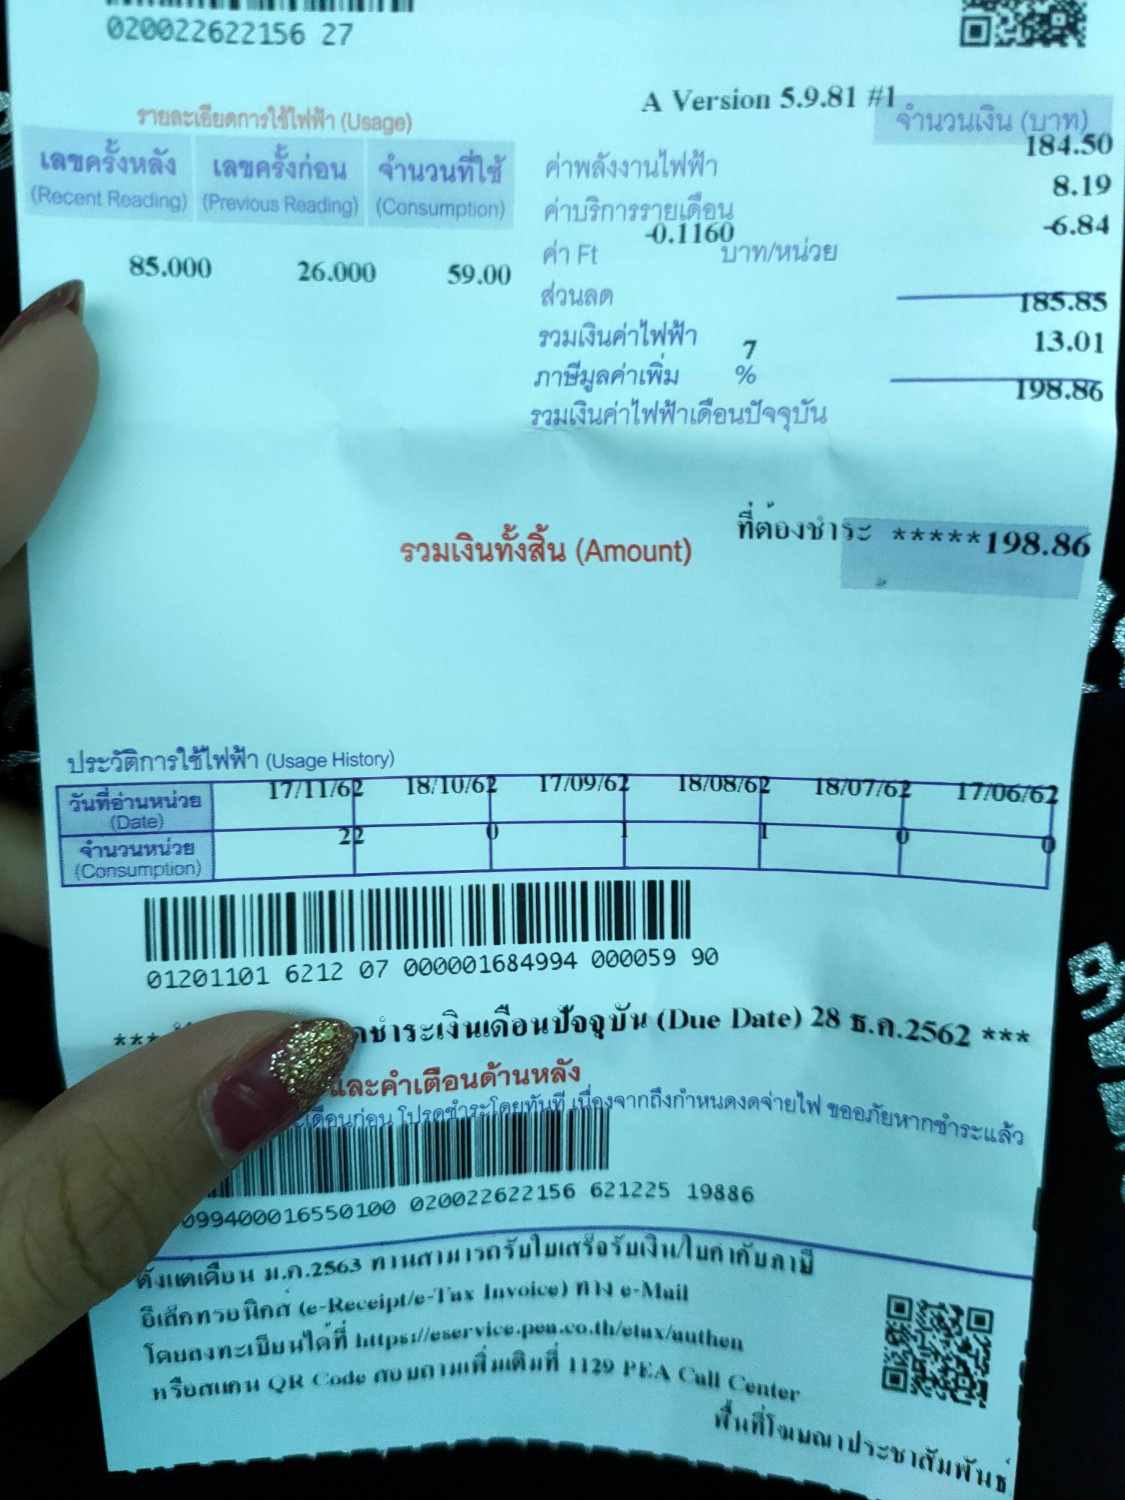 020022622156 27
A Version 5.9.81 #1
รายละเอียดการใช้ไฟฟ้า (Usage)
จำนวนเงิน (บาท)
เลขครั้งหลัง เลขครั้งก่อน จำนวนที่ใช้
(Recent Reading) (Previous Reading) (Consumption)
85.000 26.000 59.00
ค่าพลังงานไฟฟ้า 184.50
ค่าบริการรายเดือน 8.19
ค่า Ft -0.1160 บาท/หน่วย -6.84
ส่วนลด
รวมเงินค่าไฟฟ้า 185.85
ภาษีมูลค่าเพิ่ม 7 % 13.01
รวมเงินค่าไฟฟ้าเดือนปัจจุบัน 198.86
รวมเงินทั้งสิ้น (Amount) ที่ต้องชำระ *****198.86
ประวัติการใช้ไฟฟ้า (Usage History)
วันที่อ่านหน่วย 17/11/62 18/10/62 17/09/62 18/08/62 18/07/62 17/06/62
(Date)
จำนวนหน่วย 22 0 1 1 0 0
(Consumption)
01201101 6212 07 000001684994 000059 90
*** ชำระเงินเดือนปัจจุบัน (Due Date) 28 ธ.ค.2562 ***
และคำเตือนด้านหลัง
เดือนก่อน โปรดชำระโดยทันที เนื่องจากถึงกำหนดงดจ่ายไฟ ขออภัยหากชำระแล้ว
099400016550100 020022622156 621225 19886
ตั้งแต่เดือน ม.ค.2563 ท่านสามารถรับใบเสร็จรับเงิน/ใบกำกับภาษี
อิเล็กทรอนิกส์ (e-Receipt/e-Tax Invoice) ทาง e-Mail
โดยลงทะเบียนได้ที่ https://eservice.pea.co.th/etax/authen
หรือสแกน QR Code สอบถามเพิ่มเติมที่ 1129 PEA Call Center
พื้นที่โฆษณาประชาสัมพันธ์